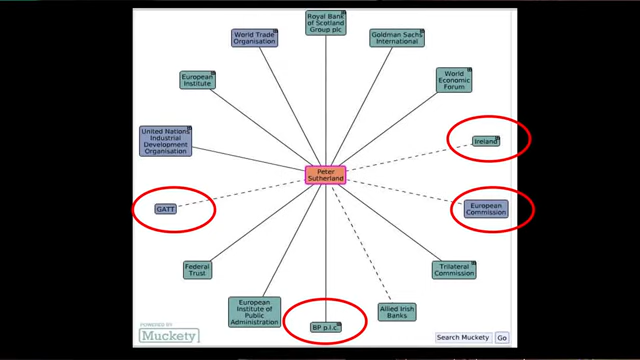 Royal Bank
of Scotland
Group plc
World Trade
Organisation
Goldman Sachs
International
European
Institute
World
Economic
Forum
United Nations
Industrial
Development
Organisation
Ireland
Peter
Sutherland
GATT
European
Commission
Federal
Trust
Trilateral
Commission
European
Institute of
Public
Administration
Allied Irish
Banks
BP p.l.c.
POWERED BY
Muckety
Search Muckety
Go